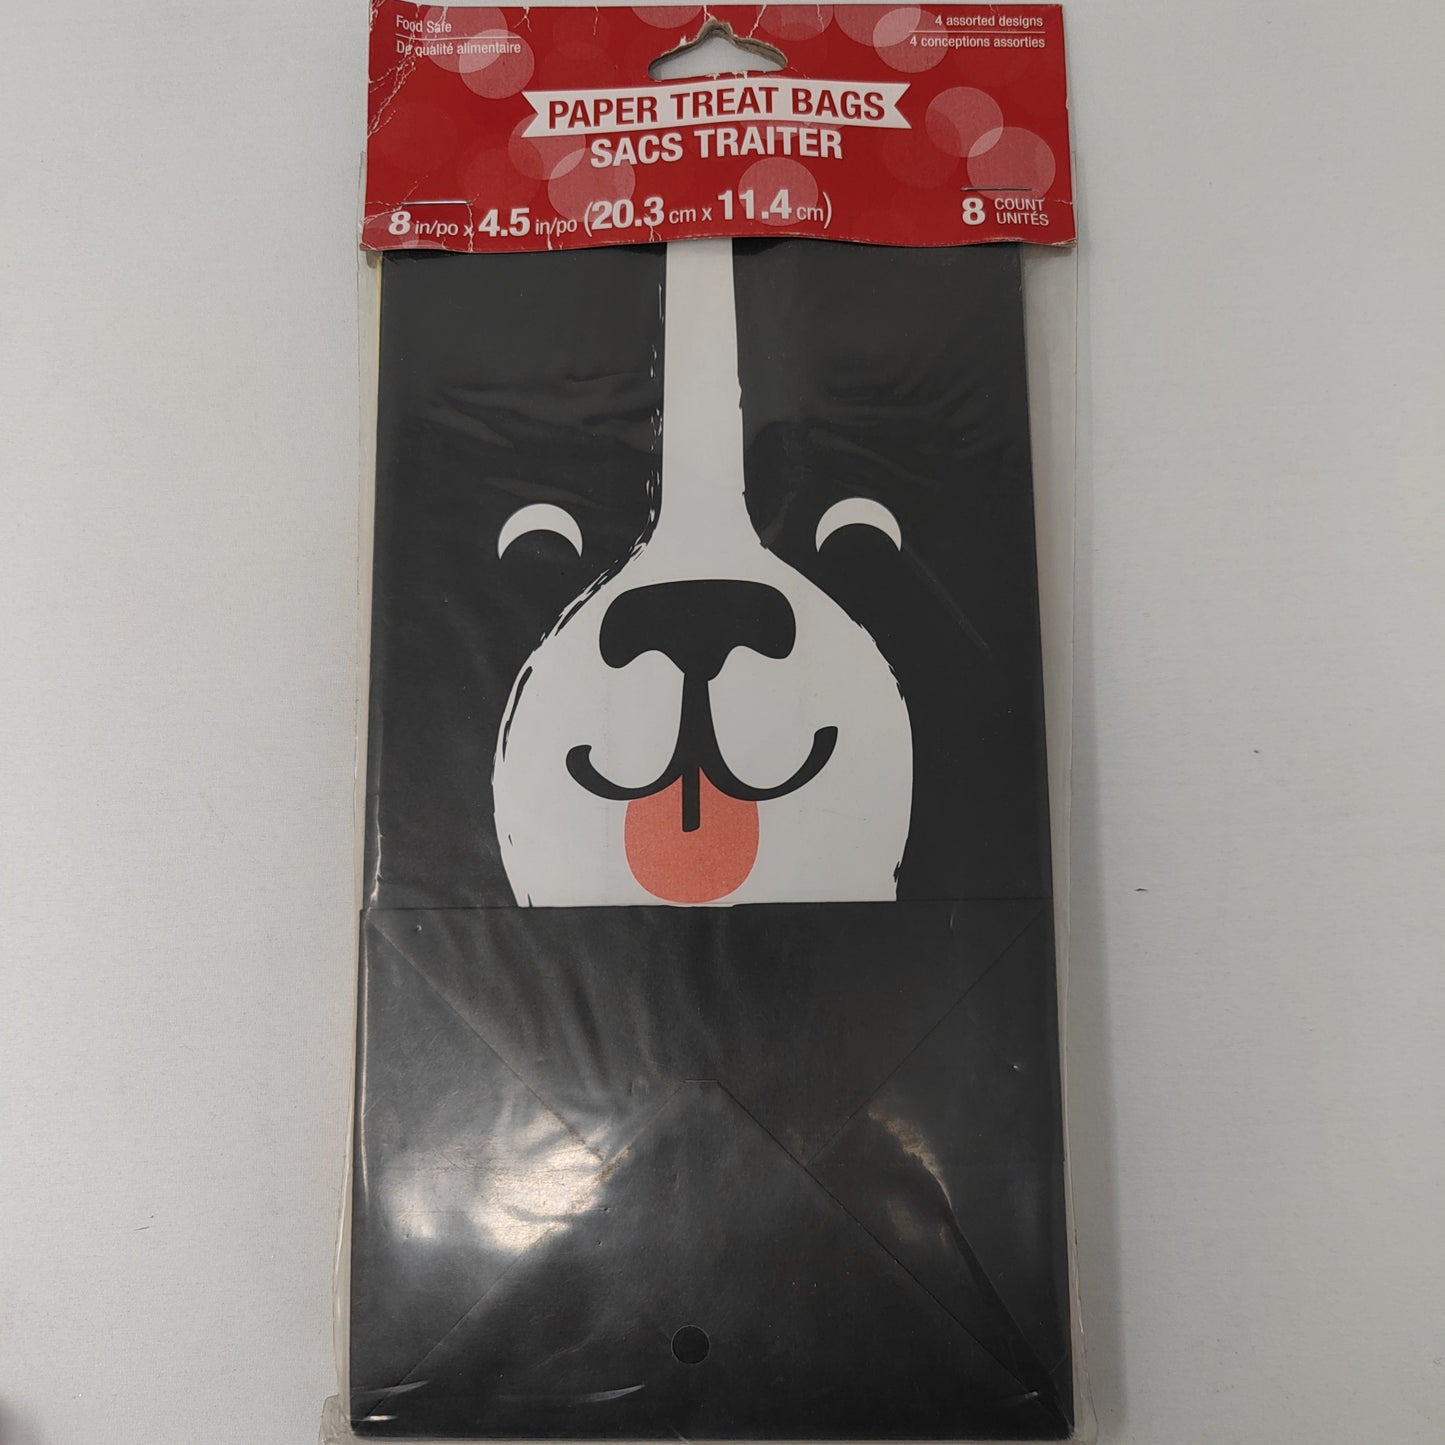 Food Safe
De qualité alimentaire
4 assorted designs
4 conceptions assorties
PAPER TREAT BAGS
SACS TRAITER
8 in/po x 4.5 in/po (20.3 cm x 11.4 cm)
8 COUNT
UNITÉS